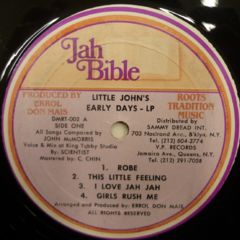 Jah
Bible
PRODUCED BY
ERROL
DON MAIS
LITTLE JOHN'S
EARLY DAYS - LP
ROOTS
TRADITION
MUSIC
DMRT-002 A
SIDE ONE
All Songs Composed by
JOHN McMORRIS
Voice & Mix at King Tubby Studio
By: SCIENTIST
Mastered by: C. CHIN
Distributed by
SAMMY DREAD INT.
703 Nostrand Ave., B'klyn, N.Y.
Tel. (212) 604-2774
V.P. RECORDS
Jamaica Ave., Queens, N.Y.
Tel: (212) 291-7058
1. ROBE
2. THIS LITTLE FEELING
3. I LOVE JAH JAH
4. GIRLS RUSH ME
Arranged and Produced by: ERROL DON MAIS
ALL RIGHTS RESERVED